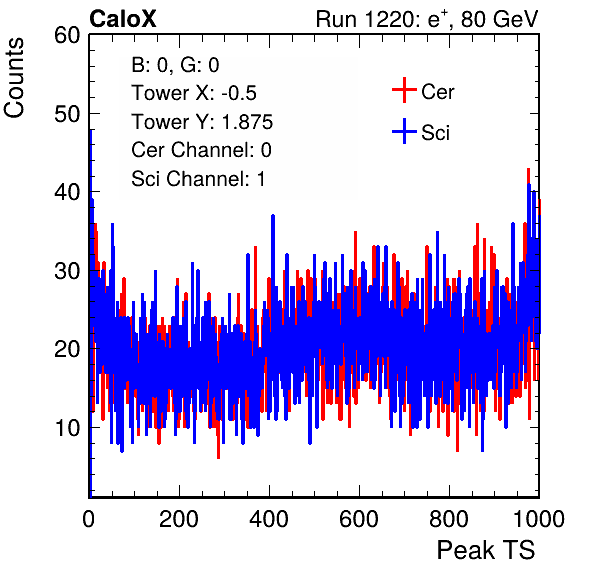 CaloX Run 1220: e⁺, 80 GeV
Counts
60
50
40
30
20
10
B: 0, G: 0
Tower X: -0.5
Tower Y: 1.875
Cer Channel: 0
Sci Channel: 1
Cer
Sci
0 200 400 600 800 1000
Peak TS